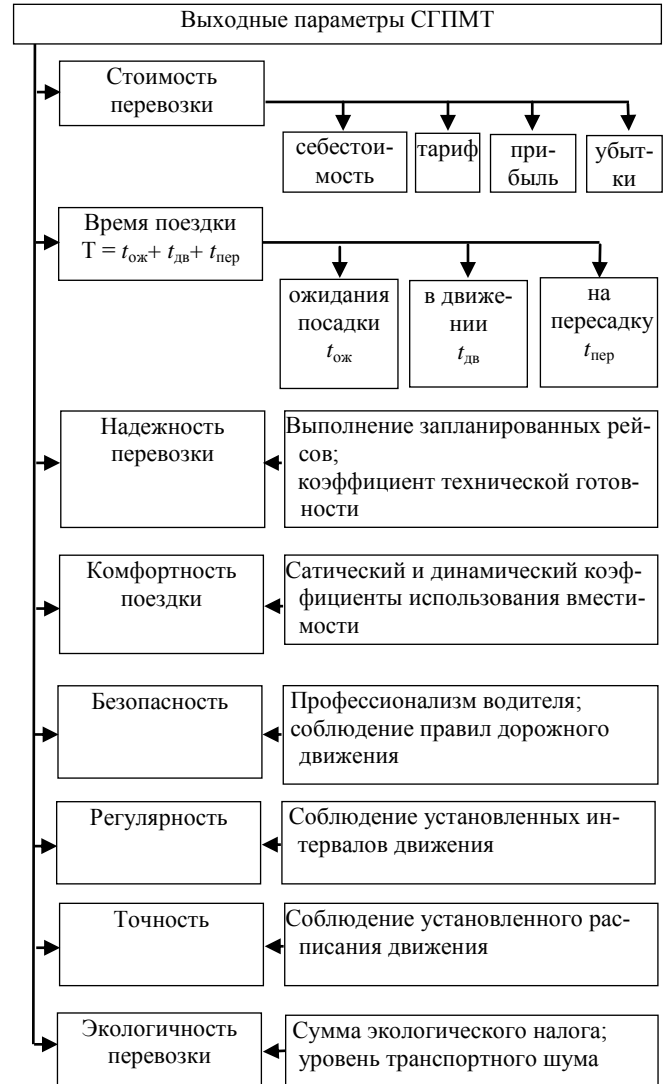 Выходные параметры СГПМТ
Стоимость
перевозки
себестои-
мость
тариф
при-
быль
убыт-
ки
Время поездки
T = tож+ tдв+ tпер
ожидания
посадки
tож
в движе-
нии
tдв
на
пересадку
tпер
Надежность
перевозки
Выполнение запланированных рей-
сов;
коэффициент технической готов-
ности
Комфортность
поездки
Сатический и динамический коэф-
фициенты использования вмести-
мости
Безопасность
Профессионализм водителя;
соблюдение правил дорожного
движения
Регулярность
Соблюдение установленных ин-
тервалов движения
Точность
Соблюдение установленного рас-
писания движения
Экологичность
перевозки
Сумма экологического налога;
уровень транспортного шума